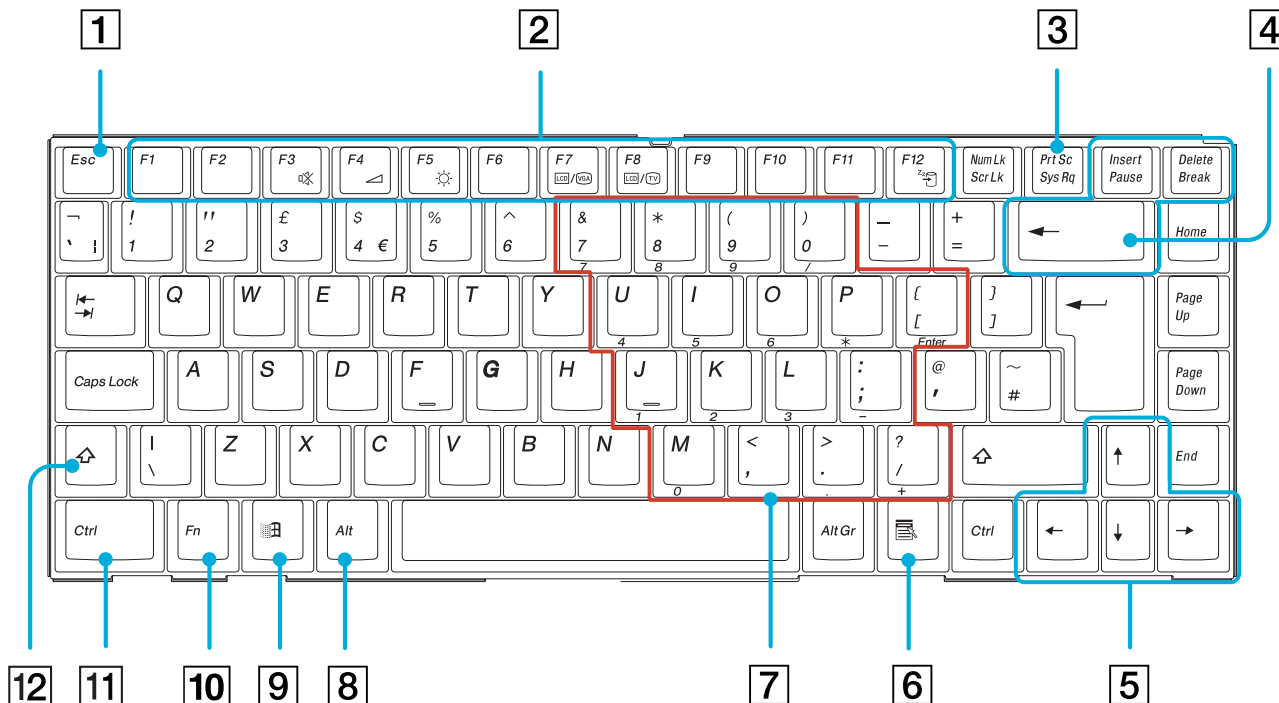 1 2 3 4
Esc F1 F2 F3 F4 F5 F6 F7 F8 F9 F10 F11 F12 Num Lk Prt Sc Insert Delete
LCD / VGA LCD / TV Zz Scr Lk Sys Rq Pause Break
¬ ! " £ $ % ^ & * ( ) _ + ← Home
` ¦ 1 2 3 4 € 5 6 7 8 9 0 - =
7 8 9 /
Q W E R T Y U I O P { } Page
[ ] Up
4 5 6 * Enter
Caps Lock A S D F G H J K L : @ ~ Page
; ' # Down
1 2 3 -
| Z X C V B N M < > ? ↑ End
\ , . /
0 . +
Ctrl Fn Alt Alt Gr Ctrl ← ↓ →
12 11 10 9 8 7 6 5